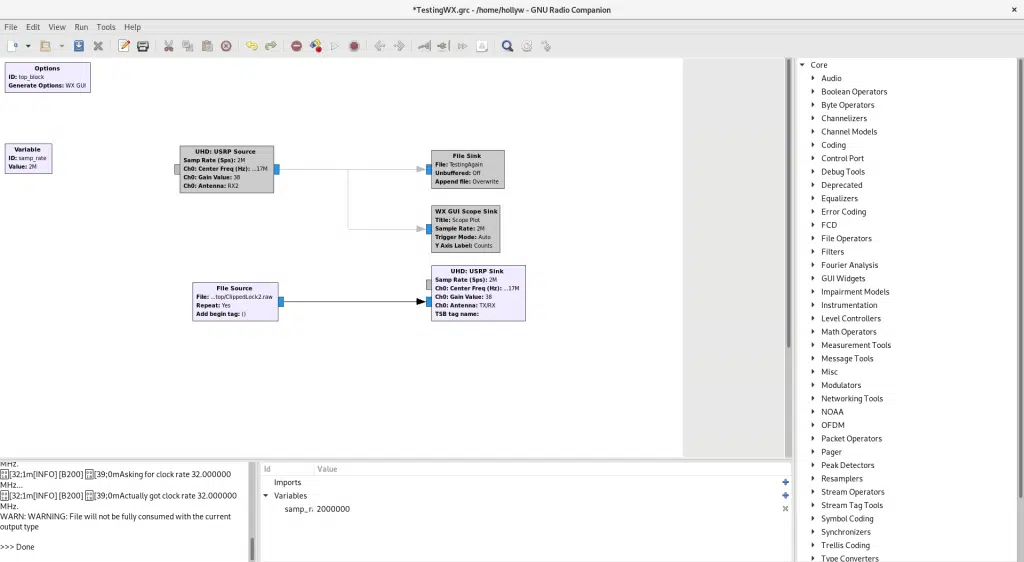 *TestingWX.grc - /home/hollyw - GNU Radio Companion
File Edit View Run Tools Help
Options
ID: top_block
Generate Options: WX GUI
Variable
ID: samp_rate
Value: 2M
UHD: USRP Source
Samp Rate (Sps): 2M
Ch0: Center Freq (Hz): ...17M
Ch0: Gain Value: 38
Ch0: Antenna: RX2
File Sink
File: TestingAgain
Unbuffered: Off
Append file: Overwrite
WX GUI Scope Sink
Title: Scope Plot
Sample Rate: 2M
Trigger Mode: Auto
Y Axis Label: Counts
File Source
File: ...top/ClippedLock2.raw
Repeat: Yes
Add begin tag: ()
UHD: USRP Sink
Samp Rate (Sps): 2M
Ch0: Center Freq (Hz): ...17M
Ch0: Gain Value: 38
Ch0: Antenna: TX/RX
TSB tag name:
Core
Audio
Boolean Operators
Byte Operators
Channelizers
Channel Models
Coding
Control Port
Debug Tools
Deprecated
Equalizers
Error Coding
FCD
File Operators
Filters
Fourier Analysis
GUI Widgets
Impairment Models
Instrumentation
Level Controllers
Math Operators
Measurement Tools
Message Tools
Misc
Modulators
Networking Tools
NOAA
OFDM
Packet Operators
Pager
Peak Detectors
Resamplers
Stream Operators
Stream Tag Tools
Symbol Coding
Synchronizers
Trellis Coding
Type Converters
MHz.
[32;1m[INFO] [B200] [39;0mAsking for clock rate 32.000000
MHz...
[32;1m[INFO] [B200] [39;0mActually got clock rate 32.000000
MHz.
WARN: WARNING: File will not be fully consumed with the current
output type
>>> Done
Id Value
Imports
Variables
samp_r 2000000